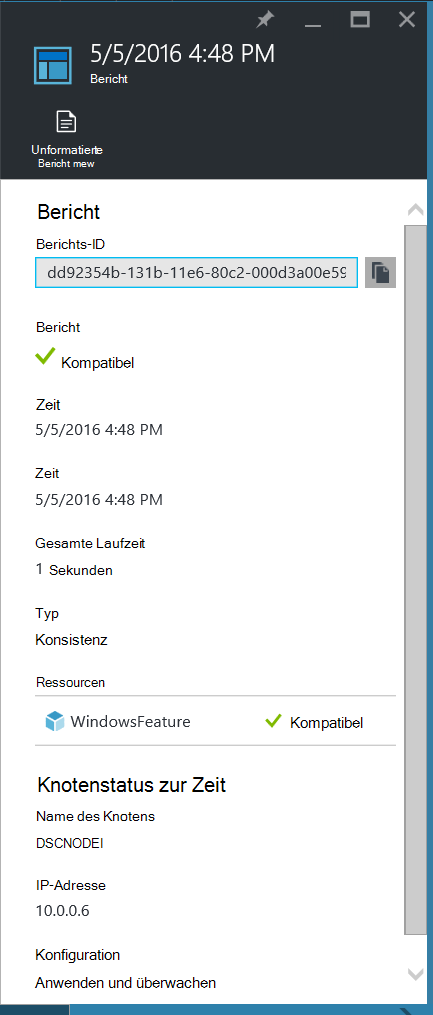 5/5/2016 4:48 PM
Bericht
Unformatierte
Bericht mew
Bericht
Berichts-ID
dd92354b-131b-11e6-80c2-000d3a00e59
Bericht
Kompatibel
Zeit
5/5/2016 4:48 PM
Zeit
5/5/2016 4:48 PM
Gesamte Laufzeit
1 Sekunden
Typ
Konsistenz
Ressourcen
WindowsFeature Kompatibel
Knotenstatus zur Zeit
Name des Knotens
DSCNODEI
IP-Adresse
10.0.0.6
Konfiguration
Anwenden und überwachen